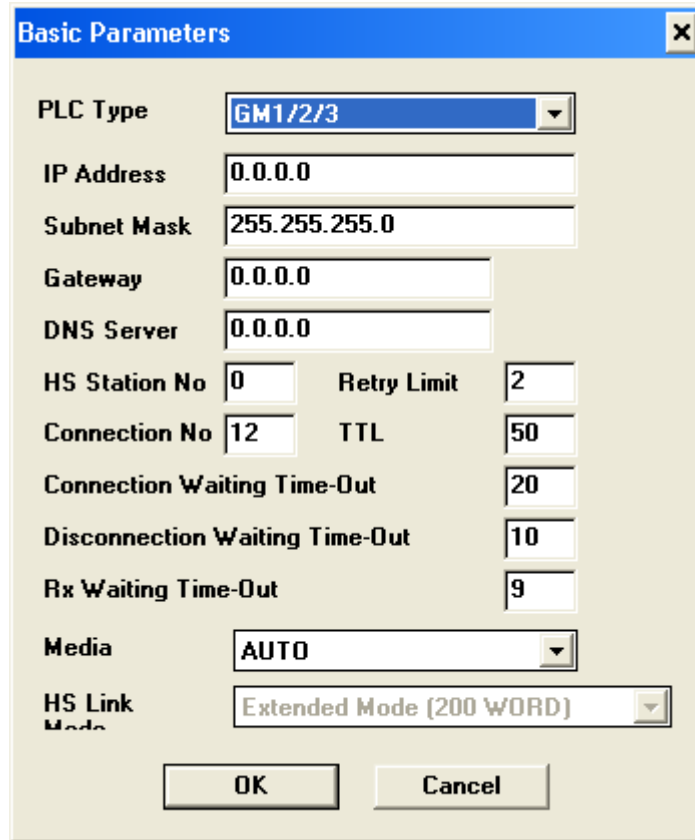 Basic Parameters
PLC Type GM1/2/3
IP Address 0.0.0.0
Subnet Mask 255.255.255.0
Gateway 0.0.0.0
DNS Server 0.0.0.0
HS Station No 0 Retry Limit 2
Connection No 12 TTL 50
Connection Waiting Time-Out 20
Disconnection Waiting Time-Out 10
Rx Waiting Time-Out 9
Media AUTO
HS Link Extended Mode (200 WORD)
Mode
OK Cancel